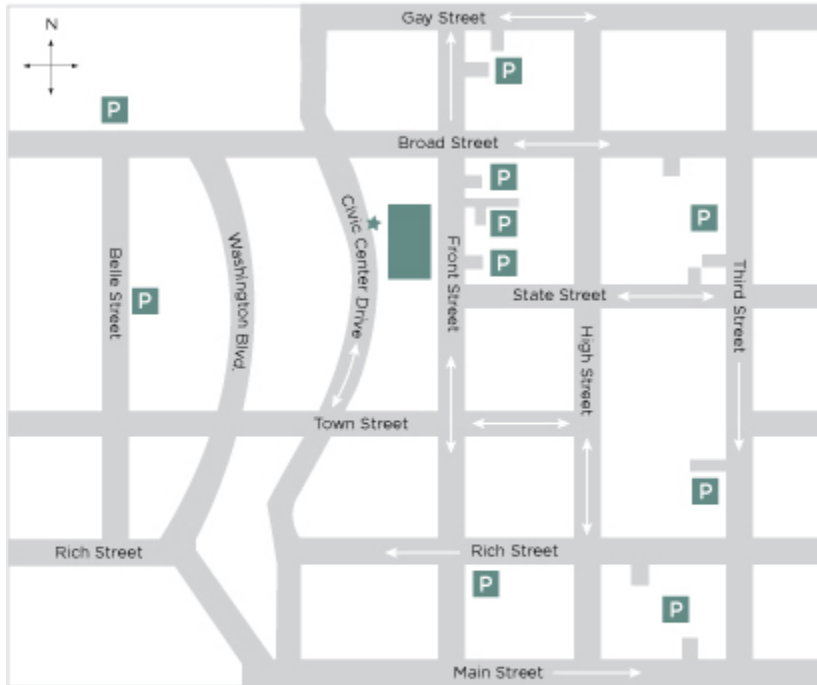 Gay Street
N
P
P
Broad Street
P
Civic Center Drive
P
P
Washington Blvd.
Belle Street
Front Street
Third Street
P
P
State Street
High Street
Town Street
P
Rich Street
Rich Street
P
P
Main Street